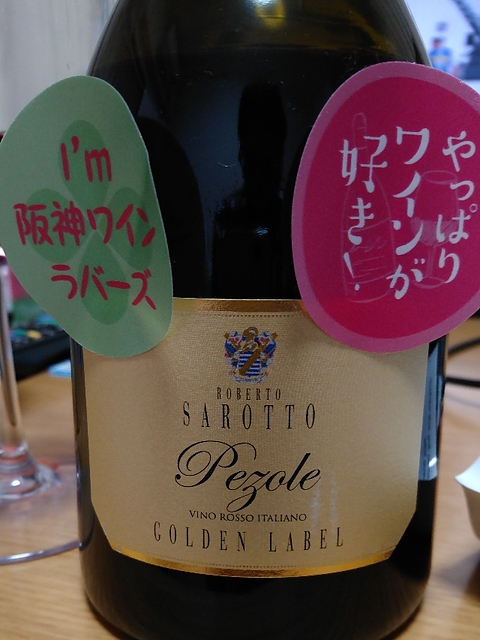 I'm
阪神ワイン
ラバーズ
やっぱり
ワインが
好き!
ROBERTO
SAROTTO
Pezole
VINO ROSSO ITALIANO
GOLDEN LABEL